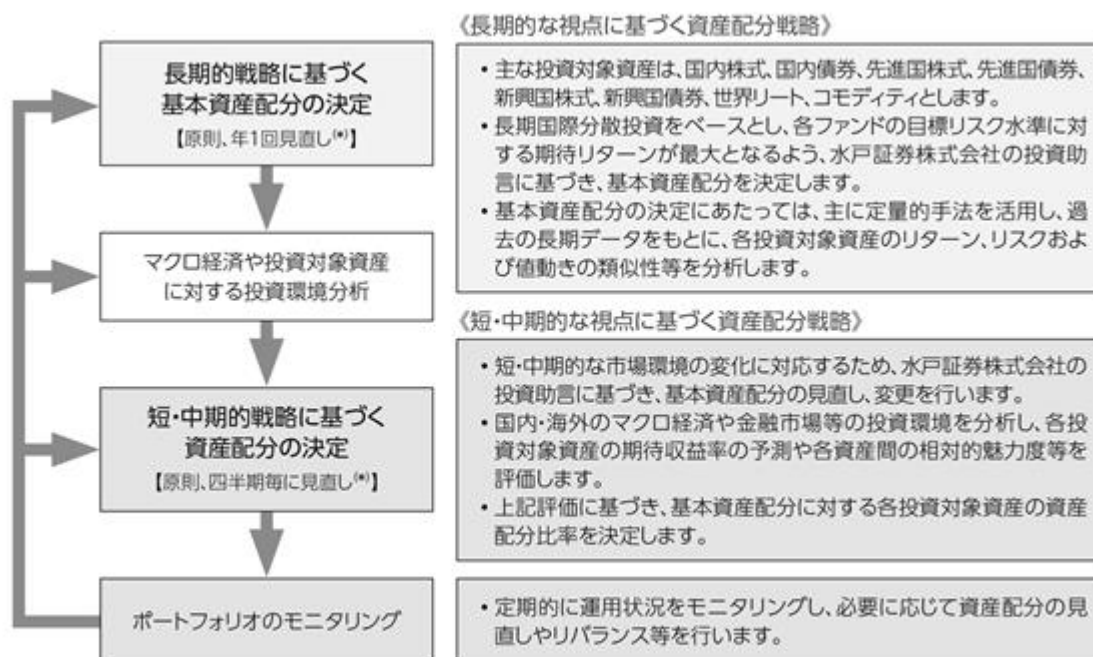 長期的戦略に基づく
基本資産配分の決定
【原則、年1回見直し(*)】
《長期的な視点に基づく資産配分戦略》
・主な投資対象資産は、国内株式、国内債券、先進国株式、先進国債券、
新興国株式、新興国債券、世界リート、コモディティとします。
・長期国際分散投資をベースとし、各ファンドの目標リスク水準に対
する期待リターンが最大となるよう、水戸証券株式会社の投資助
言に基づき、基本資産配分を決定します。
・基本資産配分の決定にあたっては、主に定量的手法を活用し、過
去の長期データをもとに、各投資対象資産のリターン、リスクおよ
び値動きの類似性等を分析します。
マクロ経済や投資対象資産
に対する投資環境分析
短・中期的戦略に基づく
資産配分の決定
【原則、四半期毎に見直し(*)】
《短・中期的な視点に基づく資産配分戦略》
・短・中期的な市場環境の変化に対応するため、水戸証券株式会社の
投資助言に基づき、基本資産配分の見直し、変更を行います。
・国内・海外のマクロ経済や金融市場等の投資環境を分析し、各投
資対象資産の期待収益率の予測や各資産間の相対的魅力度等を
評価します。
・上記評価に基づき、基本資産配分に対する各投資対象資産の資産
配分比率を決定します。
ポートフォリオのモニタリング
・定期的に運用状況をモニタリングし、必要に応じて資産配分の見
直しやリバランス等を行います。